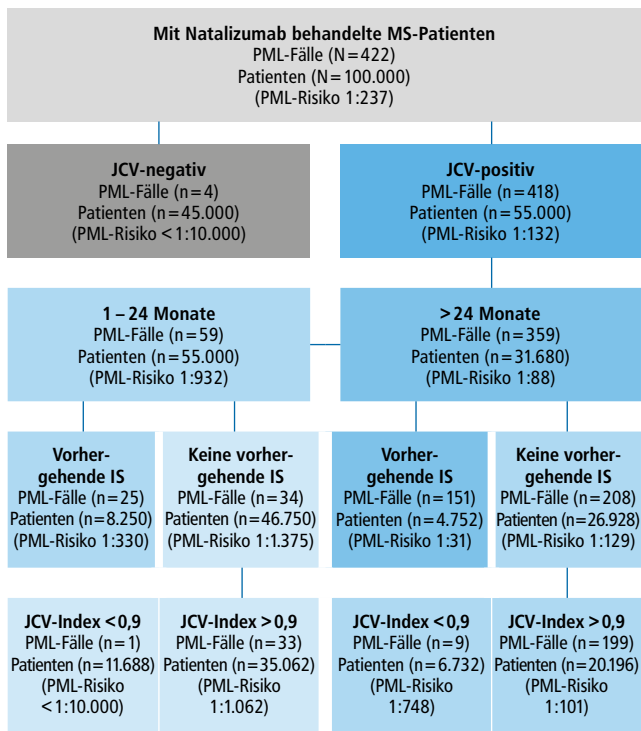 Mit Natalizumab behandelte MS-Patienten
PML-Fälle (N=422)
Patienten (N=100.000)
(PML-Risiko 1:237)
JCV-negativ
PML-Fälle (n=4)
Patienten (n=45.000)
(PML-Risiko <1:10.000)
JCV-positiv
PML-Fälle (n=418)
Patienten (n=55.000)
(PML-Risiko 1:132)
1–24 Monate
PML-Fälle (n=59)
Patienten (n=55.000)
(PML-Risiko 1:932)
>24 Monate
PML-Fälle (n=359)
Patienten (n=31.680)
(PML-Risiko 1:88)
Vorher-
gehende IS
PML-Fälle (n=25)
Patienten (n=8.250)
(PML-Risiko 1:330)
Keine vorher-
gehende IS
PML-Fälle (n=34)
Patienten (n=46.750)
(PML-Risiko 1:1.375)
Vorher-
gehende IS
PML-Fälle (n=151)
Patienten (n=4.752)
(PML-Risiko 1:31)
Keine vorher-
gehende IS
PML-Fälle (n=208)
Patienten (n=26.928)
(PML-Risiko 1:129)
JCV-Index <0,9
PML-Fälle (n=1)
Patienten (n=11.688)
(PML-Risiko
<1:10.000)
JCV-Index >0,9
PML-Fälle (n=33)
Patienten (n=35.062)
(PML-Risiko
1:1.062)
JCV-Index <0,9
PML-Fälle (n=9)
Patienten (n=6.732)
(PML-Risiko
1:748)
JCV-Index >0,9
PML-Fälle (n=199)
Patienten (n=20.196)
(PML-Risiko
1:101)